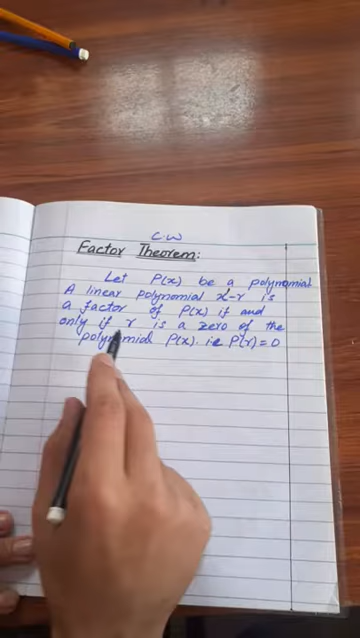 C.W
Factor Theorem:
Let P(x) be a polynomial
A linear polynomial x-r is
a factor of P(x) if and
only if r is a zero of the
polynomial P(x). i.e P(r)=0